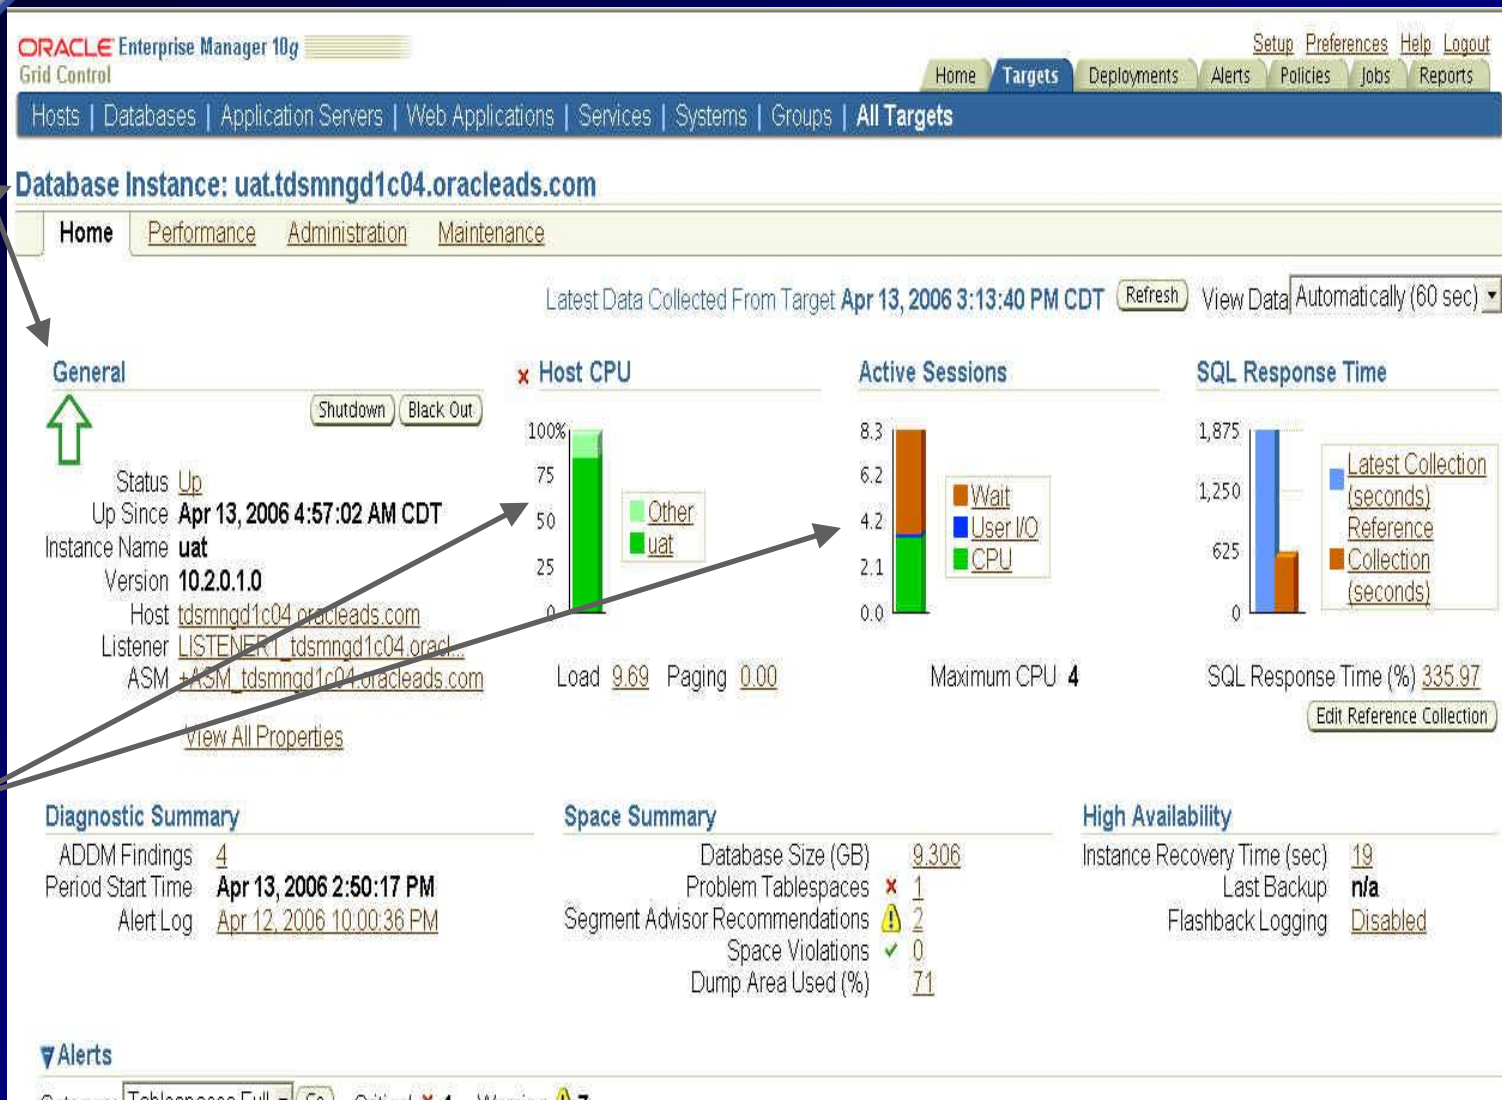 ORACLE Enterprise Manager 10g
Grid Control
Setup Preferences Help Logout
Home Targets Deployments Alerts Policies Jobs Reports
Hosts | Databases | Application Servers | Web Applications | Services | Systems | Groups | All Targets
Database Instance: uat.tdsmngd1c04.oracleads.com
Home Performance Administration Maintenance
Latest Data Collected From Target Apr 13, 2006 3:13:40 PM CDT Refresh View Data Automatically (60 sec)
General
Shutdown Black Out
Status Up
Up Since Apr 13, 2006 4:57:02 AM CDT
Instance Name uat
Version 10.2.0.1.0
Host tdsmngd1c04.oracleads.com
Listener LISTENER1_tdsmngd1c04.oracl...
ASM +ASM_tdsmngd1c04.oracleads.com
View All Properties
Host CPU
100%
75
50
25
0
Other
uat
Load 9.69 Paging 0.00
Active Sessions
8.3
6.2
4.2
2.1
0.0
Wait
User I/O
CPU
Maximum CPU 4
SQL Response Time
1,875
1,250
625
0
Latest Collection
(seconds)
Reference
Collection
(seconds)
SQL Response Time (%) 335.97
Edit Reference Collection
Diagnostic Summary
ADDM Findings 4
Period Start Time Apr 13, 2006 2:50:17 PM
Alert Log Apr 12, 2006 10:00:36 PM
Space Summary
Database Size (GB) 9.306
Problem Tablespaces 1
Segment Advisor Recommendations 2
Space Violations 0
Dump Area Used (%) 71
High Availability
Instance Recovery Time (sec) 19
Last Backup n/a
Flashback Logging Disabled
Alerts
Category Tablespaces Full Go Critical 1 Warning 7